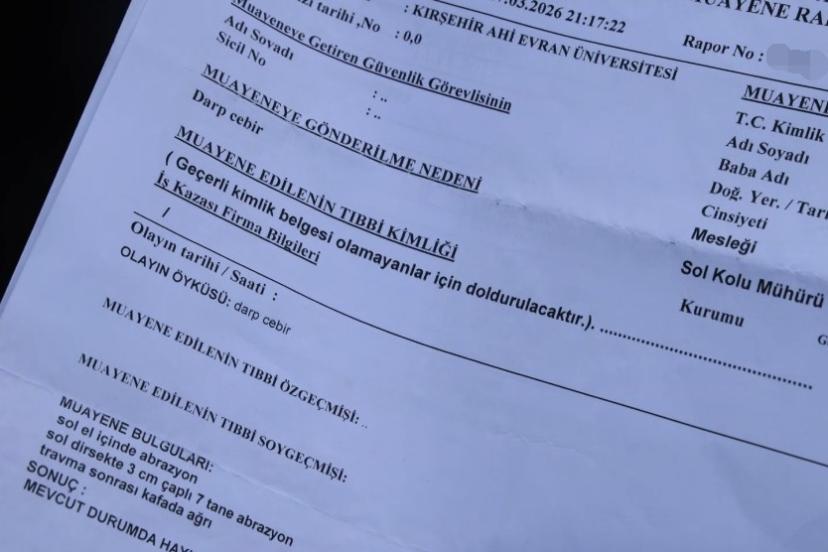 .03.2026 21:17:22
MUAYENE
zi tarihi ,No : KIRŞEHİR AHİ EVRAN ÜNİVERSİTESİ
: 0,0
Rapor No :
Muayeneye Getiren Güvenlik Görevlisinin
Adı Soyadı : ..
Sicil No : ..
MUAYENEYE GÖNDERİLME NEDENİ
Darp cebir
MUAYENE EDİLENİN TIBBİ KİMLİĞİ
( Geçerli kimlik belgesi olamayanlar için doldurulacaktır.). ......................................
İş Kazası Firma Bilgileri
/
Olayın tarihi / Saati :
OLAYIN ÖYKÜSÜ: darp cebir
MUAYENE EDİLENİN TIBBİ ÖZGEÇMİŞİ: ..
MUAYENE EDİLENİN TIBBİ SOYGEÇMİŞİ:
MUAYENE BULGULARI:
sol el içinde abrazyon
sol dirsekte 3 cm çaplı 7 tane abrazyon
travma sonrası kafada ağrı
SONUÇ :
MEVCUT DURUMDA
MUAYENE
T.C. Kimlik
Adı Soyadı
Baba Adı
Doğ. Yer. / Tari
Cinsiyeti
Mesleği
Sol Kolu Mühürü
Kurumu